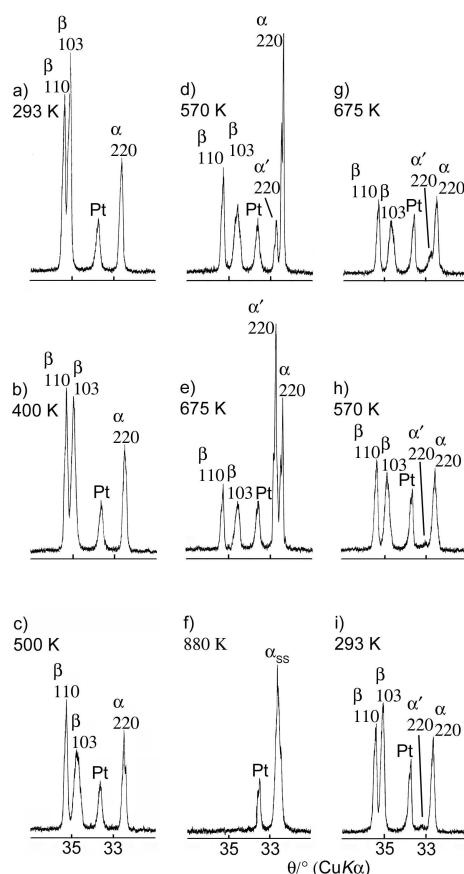 a)
293 K
β
110
β
103
Pt
α
220
d)
570 K
β
110
β
103
Pt
α′
220
α
220
g)
675 K
β
110
β
103
Pt
α′
220
α
220
b)
400 K
β
110
β
103
Pt
α
220
e)
675 K
β
110
β
103
Pt
α′
220
α
220
h)
570 K
β
110
β
103
Pt
α′
220
α
220
c)
500 K
β
110
β
103
Pt
α
220
35 33
f)
880 K
Pt
αss
35 33
i)
293 K
β
110
β
103
Pt
α′
220
α
220
35 33
θ/° (CuKα)